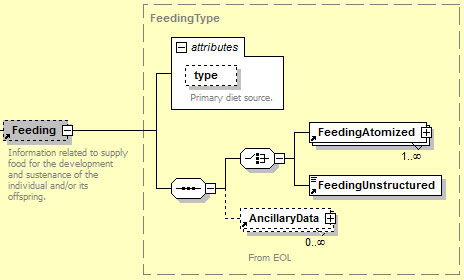 FeedingType
attributes
type
Primary diet source.
Feeding
Information related to supply
food for the development
and sustenance of the
individual and/or its
offspring.
FeedingAtomized
1..∞
FeedingUnstructured
AncillaryData
0..∞
From EOL